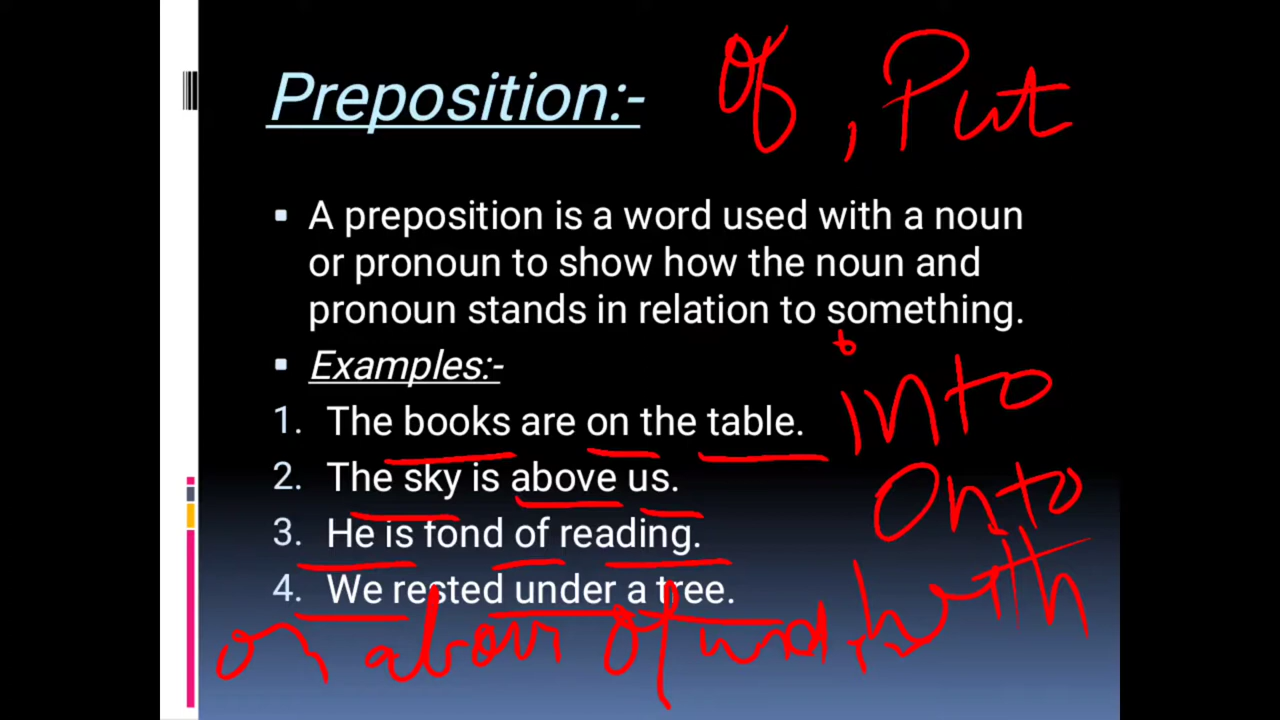 Preposition:- of, Put
▪ A preposition is a word used with a noun
or pronoun to show how the noun and
pronoun stands in relation to something.
▪ Examples:-
into
1. The books are on the table.
2. The sky is above us.
onto
3. He is fond of reading.
with
4. We rested under a tree.
on above of